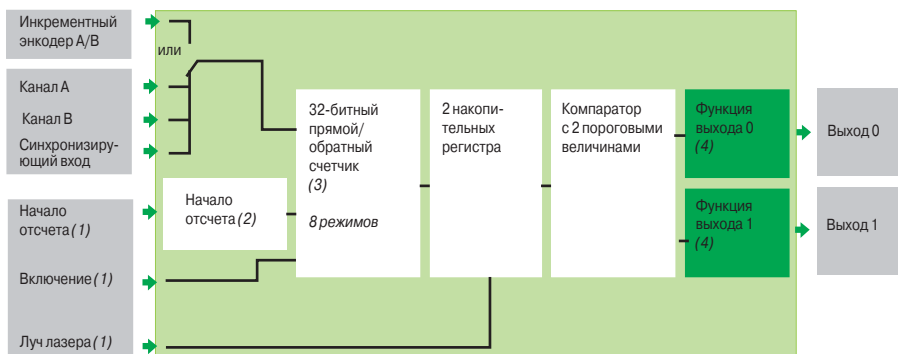 Инкрементный
энкодер A/B
или
Канал A
Канал B
Синхронизиру-
ющий вход
Начало
отсчета (1)
Включение (1)
Луч лазера (1)
Начало
отсчета (2)
32-битный
прямой/
обратный
счетчик
(3)
8 режимов
2 накопи-
тельных
регистра
Компаратор
с 2 пороговыми
величинами
Функция
выхода 0
(4)
Функция
выхода 1
(4)
Выход 0
Выход 1